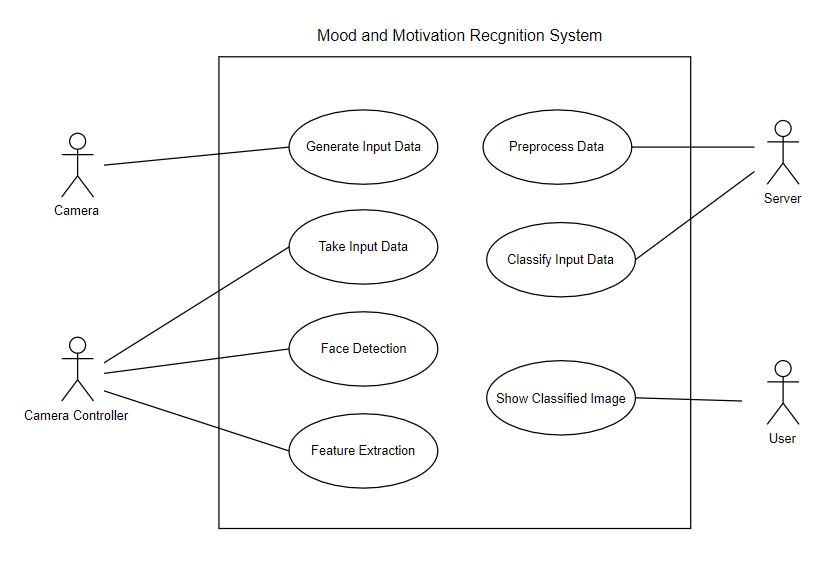 Mood and Motivation Recgnition System
Generate Input Data
Preprocess Data
Camera
Server
Take Input Data
Classify Input Data
Face Detection
Camera Controller
Show Classified Image
User
Feature Extraction